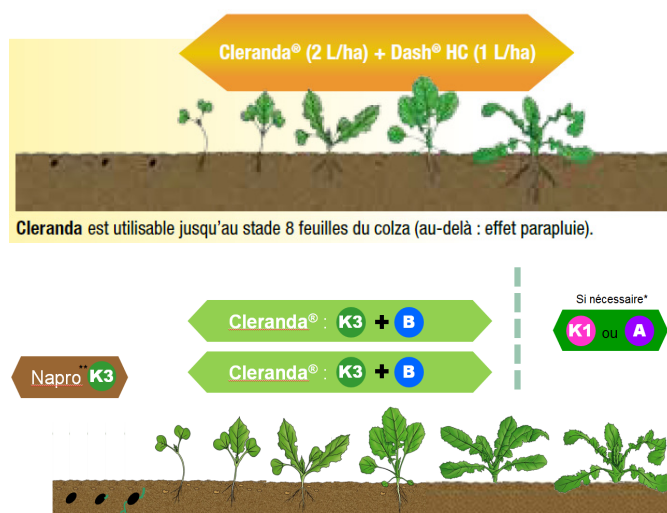 Cleranda® (2 L/ha) + Dash® HC (1 L/ha)
Cleranda est utilisable jusqu'au stade 8 feuilles du colza (au-delà : effet parapluie).
Si nécessaire*
Cleranda® : K3 + B
K1 ou A
Cleranda® : K3 + B
Napro** K3